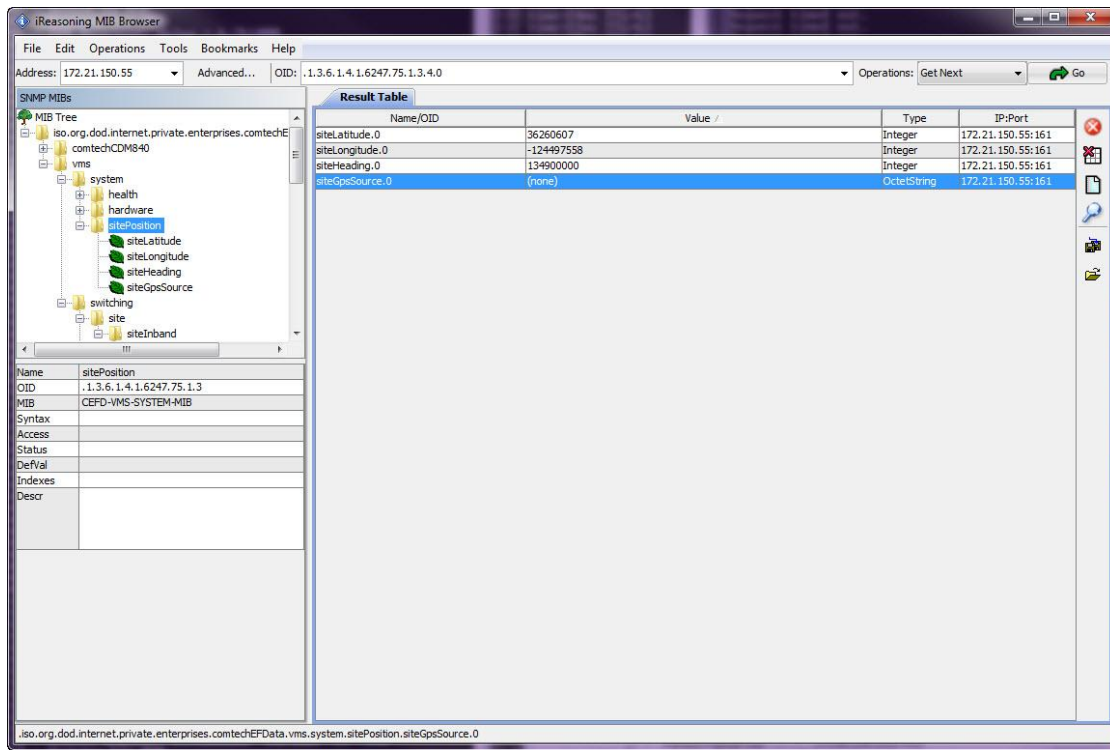 iReasoning MIB Browser
File Edit Operations Tools Bookmarks Help
Address: 172.21.150.55 Advanced... OID: .1.3.6.1.4.1.6247.75.1.3.4.0 Operations: Get Next Go
SNMP MIBs
MIB Tree
iso.org.dod.internet.private.enterprises.comtechE
comtechCDM840
vms
system
health
hardware
sitePosition
siteLatitude
siteLongitude
siteHeading
siteGpsSource
switching
site
siteInband
Name sitePosition
OID .1.3.6.1.4.1.6247.75.1.3
MIB CEFD-VMS-SYSTEM-MIB
Syntax
Access
Status
DefVal
Indexes
Descr
Result Table
Name/OID Value Type IP:Port
siteLatitude.0 36260607 Integer 172.21.150.55:161
siteLongitude.0 -124497558 Integer 172.21.150.55:161
siteHeading.0 134900000 Integer 172.21.150.55:161
siteGpsSource.0 (none) OctetString 172.21.150.55:161
.iso.org.dod.internet.private.enterprises.comtechEFData.vms.system.sitePosition.siteGpsSource.0